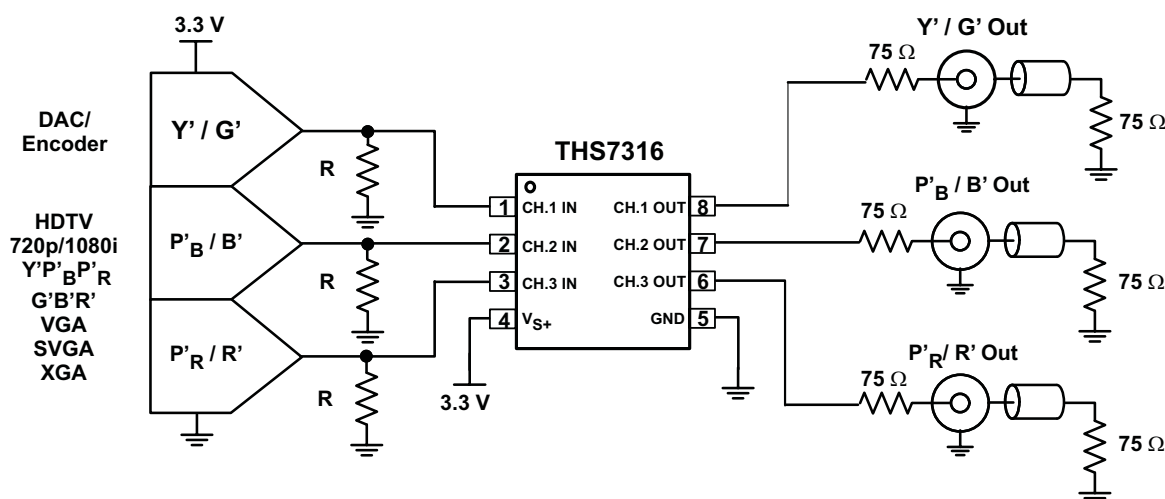 3.3 V
DAC/
Encoder
HDTV
720p/1080i
Y'P'BP'R
G'B'R'
VGA
SVGA
XGA
Y' / G'
P'B / B'
P'R / R'
R
R
R
THS7316
1 CH.1 IN
2 CH.2 IN
3 CH.3 IN
4 VS+
CH.1 OUT 8
CH.2 OUT 7
CH.3 OUT 6
GND 5
3.3 V
Y' / G' Out
75 Ω
75 Ω
P'B / B' Out
75 Ω
75 Ω
P'R/ R' Out
75 Ω
75 Ω